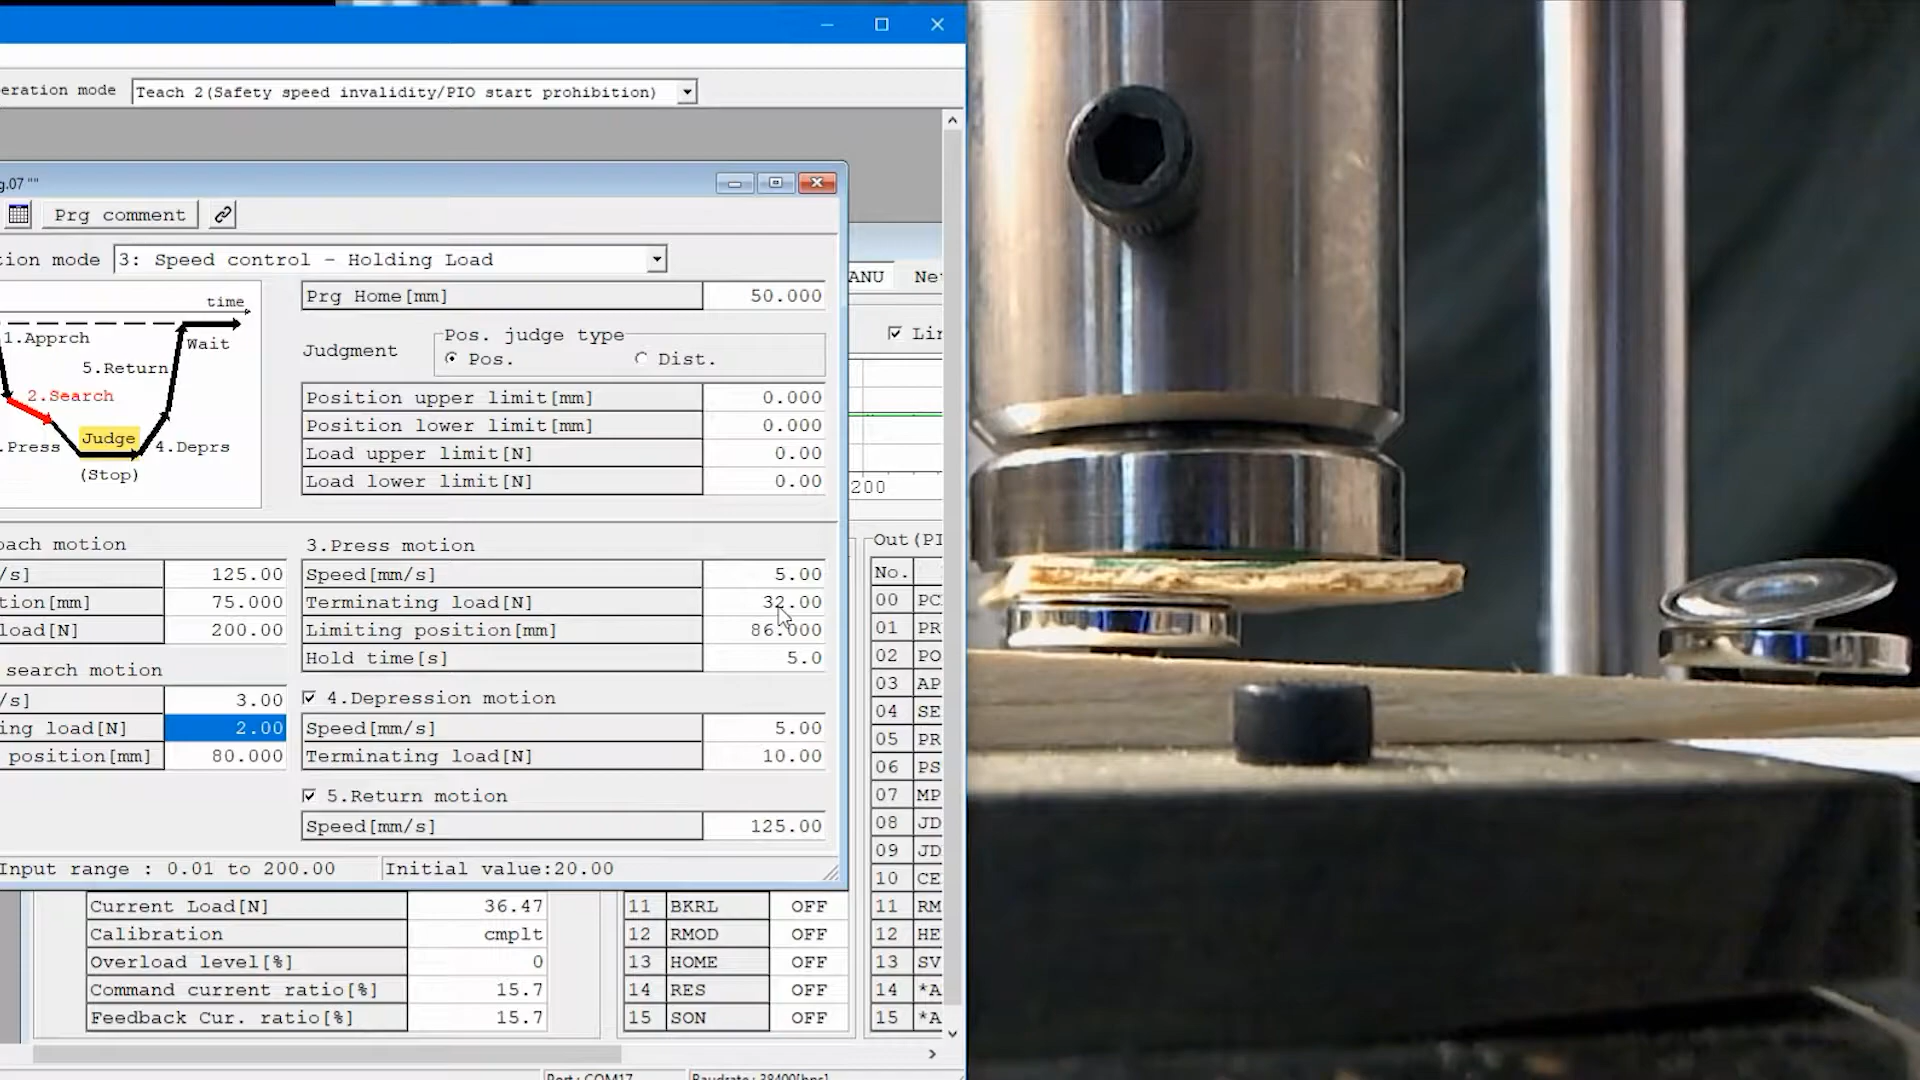 eration mode Teach 2(Safety speed invalidity/PIO start prohibition)
g.07 ""
Prg comment
tion mode 3: Speed control - Holding Load
time
1.Apprch
Wait
5.Return
2.Search
.Press
Judge
4.Deprs
(Stop)
Prg Home[mm] 50.000
Judgment
Pos. judge type
Pos. Dist.
Position upper limit[mm] 0.000
Position lower limit[mm] 0.000
Load upper limit[N] 0.00
Load lower limit[N] 0.00
ANU Ne
Lin
200
oach motion
/s] 125.00
tion[mm] 75.000
load[N] 200.00
search motion
/s] 3.00
ing load[N] 2.00
position[mm] 80.000
3.Press motion
Speed[mm/s] 5.00
Terminating load[N] 32.00
Limiting position[mm] 86.000
Hold time[s] 5.0
4.Depression motion
Speed[mm/s] 5.00
Terminating load[N] 10.00
5.Return motion
Speed[mm/s] 125.00
Input range : 0.01 to 200.00 Initial value:20.00
Out(PI
No.
00 PC
01 PR
02 PO
03 AP
04 SE
05 PR
06 PS
07 MP
08 JD
09 JD
10 CE
11 RM
12 HE
13 SV
14 *A
15 *A
Current Load[N] 36.47
Calibration cmplt
Overload level[%] 0
Command current ratio[%] 15.7
Feedback Cur. ratio[%] 15.7
11 BKRL OFF
12 RMOD OFF
13 HOME OFF
14 RES OFF
15 SON OFF
Port: COM17 Baudrate: 38400[bps]